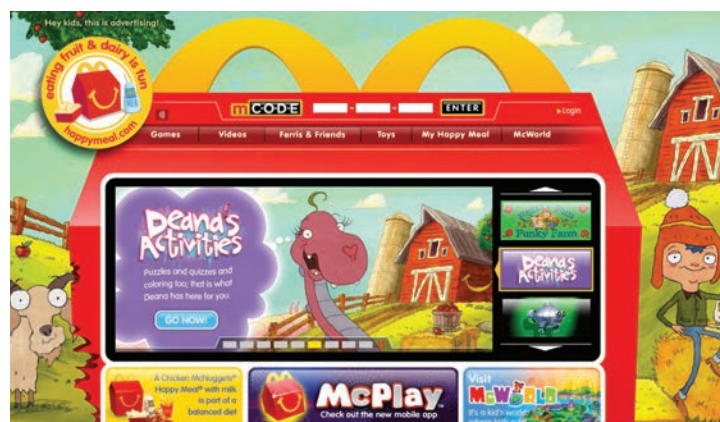 Hey kids, this is advertising!
eating fruit & dairy is fun
happymeal.com
mCODE - - ENTER
Login
Games Videos Ferris & Friends Toys My Happy Meal McWorld
Deana's
Activities
Puzzles and quizzes and
coloring too; that is what
Deana has here for you.
GO NOW!
Funky Farm
Deana's
Activities
A Chicken McNuggets®
Happy Meal® with milk
is part of a
balanced diet
McPlay™
Check out the new mobile app
Visit
McWORLD
It's a kid's world